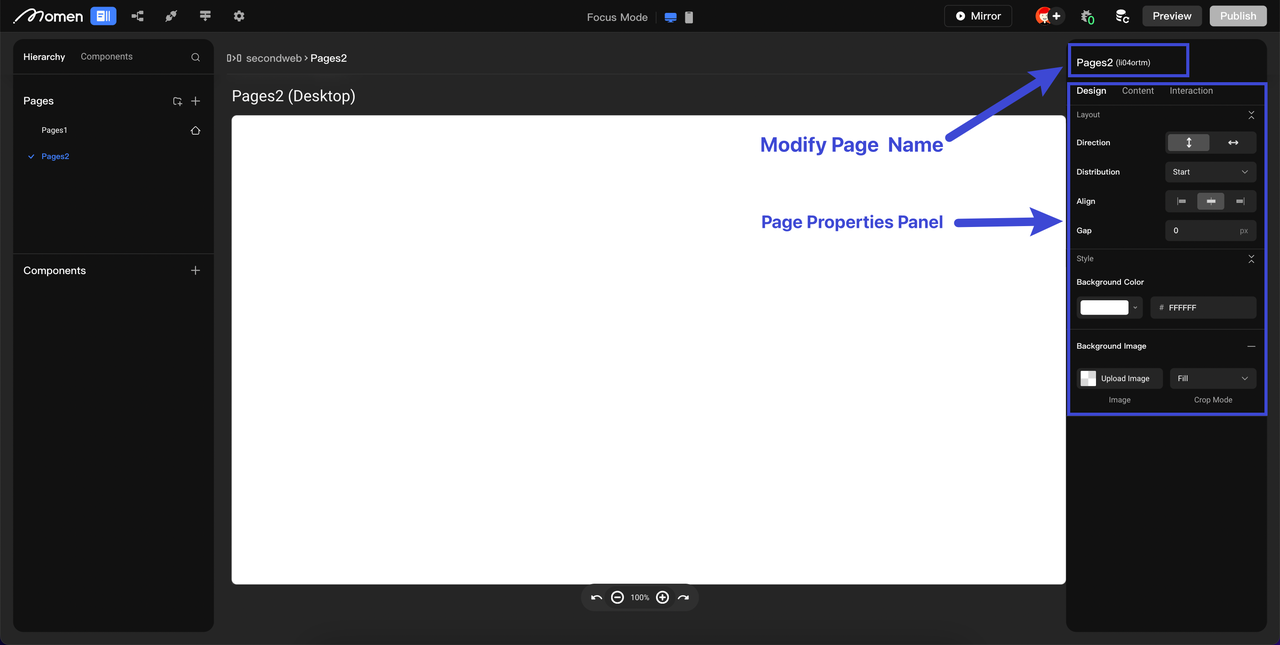 Momen
Focus Mode
Mirror
0
Preview
Publish
Hierarchy
Components
Pages
Pages1
Pages2
Components
secondweb › Pages2
Pages2 (Desktop)
Modify Page Name
Page Properties Panel
100%
Pages2 (li04ortm)
Design
Content
Interaction
Layout
Direction
Distribution
Start
Align
Gap
0
px
Style
Background Color
# FFFFFF
Background Image
Upload Image
Fill
Image
Crop Mode